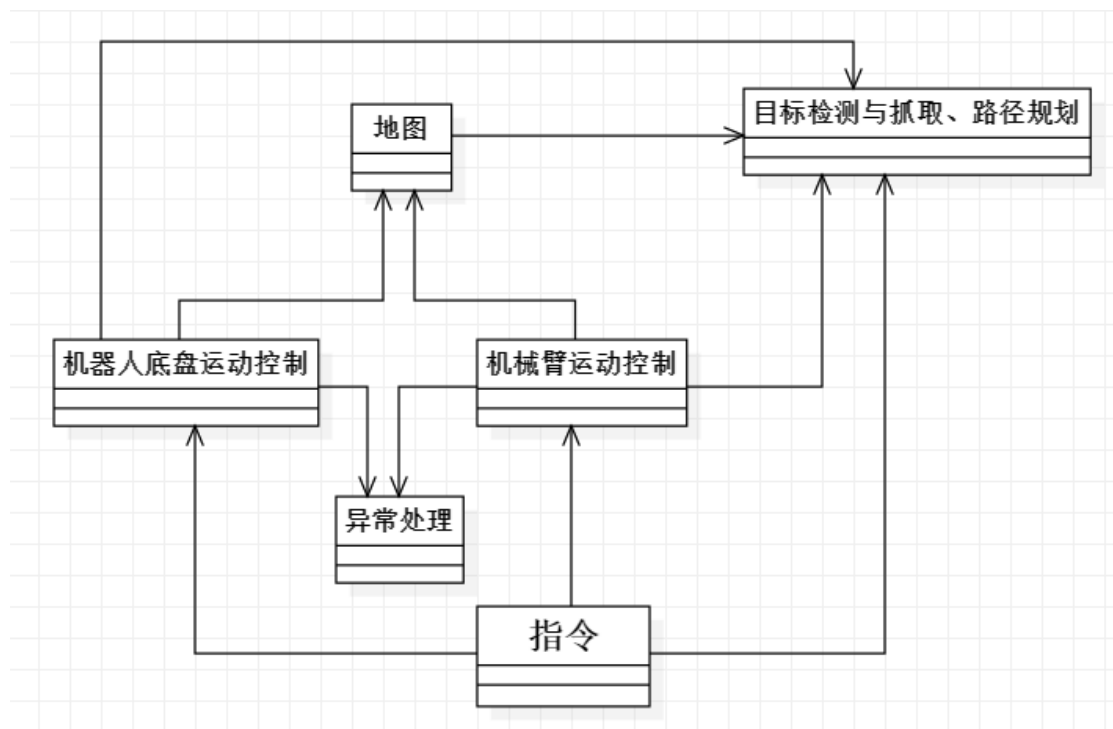 目标检测与抓取、路径规划
地图
机器人底盘运动控制
机械臂运动控制
异常处理
指令